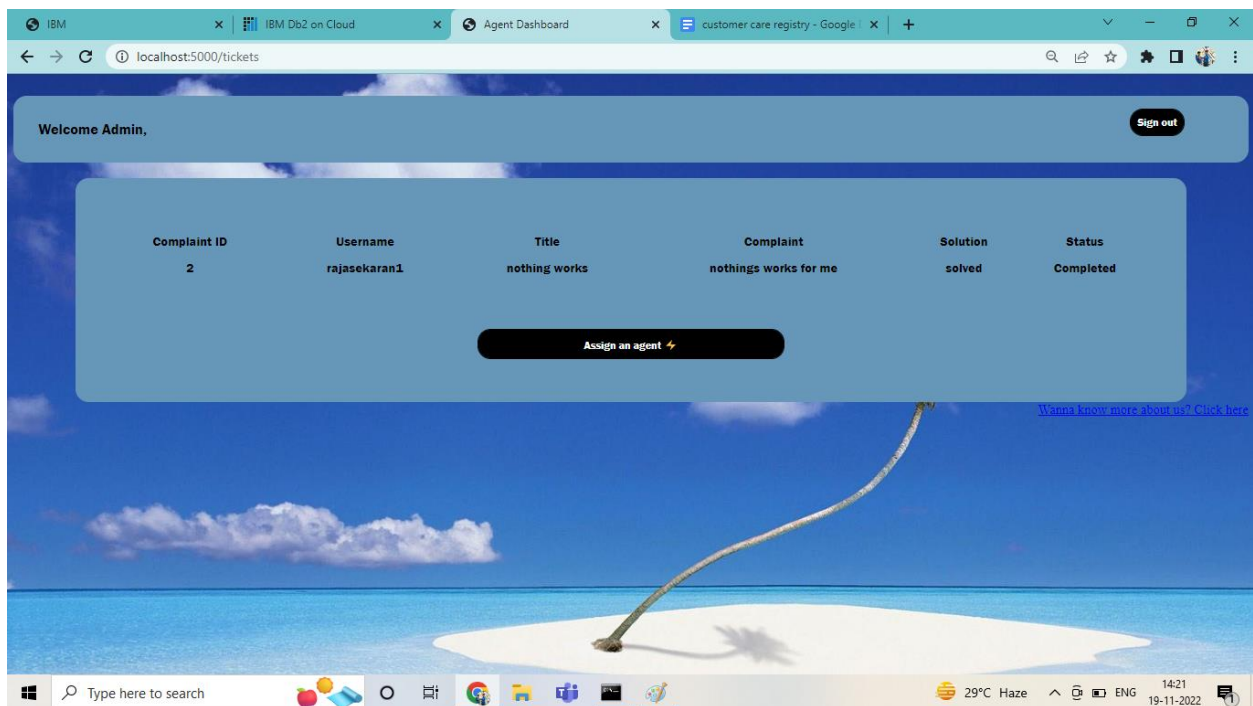 IBM
IBM Db2 on Cloud
Agent Dashboard
customer care registry - Google
localhost:5000/tickets
Welcome Admin,
Sign out
Complaint ID Username Title Complaint Solution Status
2 rajasekaran1 nothing works nothings works for me solved Completed
Assign an agent ⚡
Wanna know more about us? Click here
Type here to search
29°C Haze
ENG
14:21
19-11-2022
1